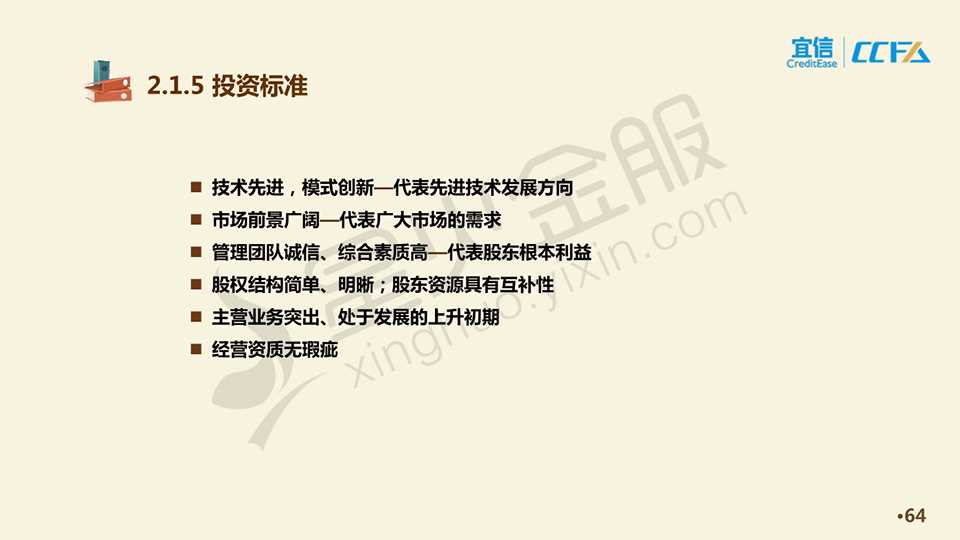 宜信
CreditEase
CCFA
2.1.5 投资标准
■ 技术先进，模式创新—代表先进技术发展方向
■ 市场前景广阔—代表广大市场的需求
■ 管理团队诚信、综合素质高—代表股东根本利益
■ 股权结构简单、明晰；股东资源具有互补性
■ 主营业务突出、处于发展的上升初期
■ 经营资质无瑕疵
星火金服
xinghuo.yixin.com
•64